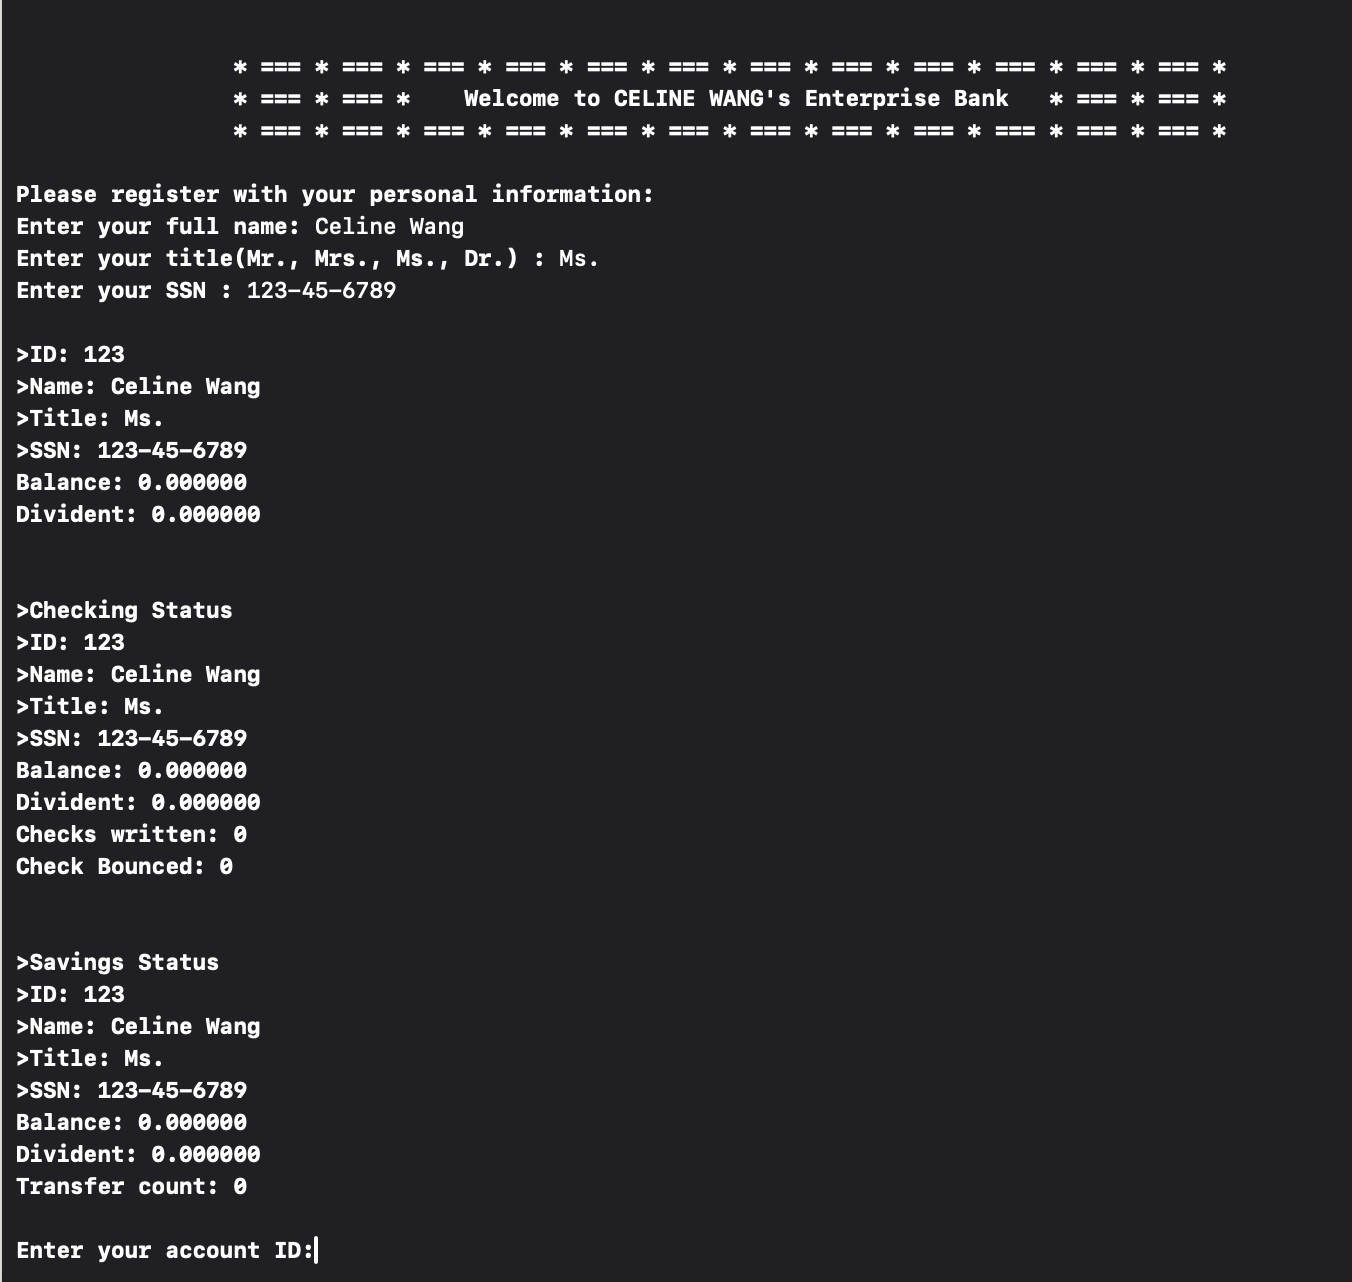 * === * === * === * === * === * === * === * === * === * === * === * === *
* === * === *    Welcome to CELINE WANG's Enterprise Bank   * === * === *
* === * === * === * === * === * === * === * === * === * === * === * === *
Please register with your personal information:
Enter your full name: Celine Wang
Enter your title(Mr., Mrs., Ms., Dr.) : Ms.
Enter your SSN : 123-45-6789
>ID: 123
>Name: Celine Wang
>Title: Ms.
>SSN: 123-45-6789
Balance: 0.000000
Divident: 0.000000
>Checking Status
>ID: 123
>Name: Celine Wang
>Title: Ms.
>SSN: 123-45-6789
Balance: 0.000000
Divident: 0.000000
Checks written: 0
Check Bounced: 0
>Savings Status
>ID: 123
>Name: Celine Wang
>Title: Ms.
>SSN: 123-45-6789
Balance: 0.000000
Divident: 0.000000
Transfer count: 0
Enter your account ID: